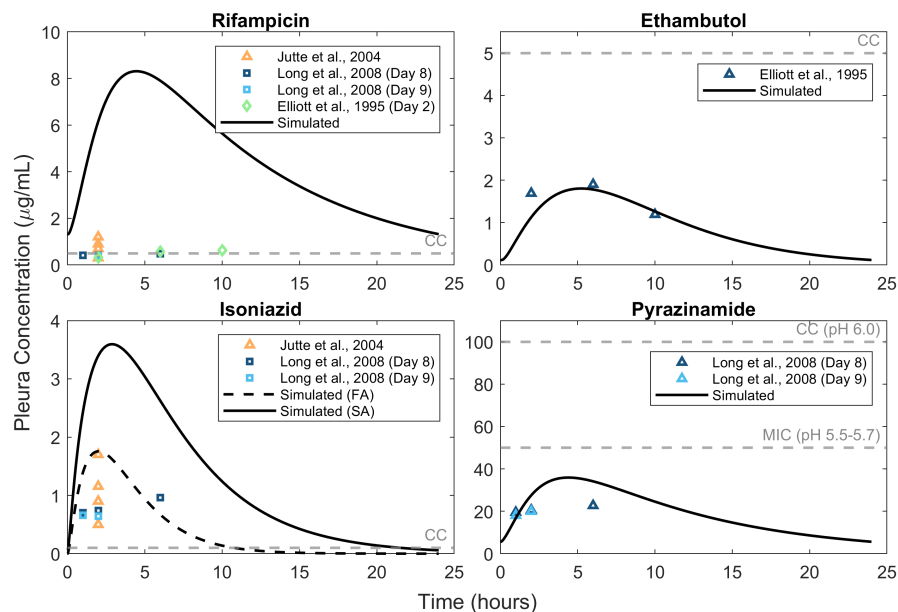 Rifampicin
10
8
6
4
2
0
0
5
10
15
20
25
Jutte et al., 2004
Long et al., 2008 (Day 8)
Long et al., 2008 (Day 9)
Elliott et al., 1995 (Day 2)
Simulated
CC
Ethambutol
5
4
3
2
1
0
0
5
10
15
20
25
CC
Elliott et al., 1995
Simulated
Pleura Concentration (μg/mL)
Isoniazid
4
3
2
1
0
0
5
10
15
20
25
Jutte et al., 2004
Long et al., 2008 (Day 8)
Long et al., 2008 (Day 9)
Simulated (FA)
Simulated (SA)
CC
Pyrazinamide
100
80
60
40
20
0
0
5
10
15
20
25
CC (pH 6.0)
Long et al., 2008 (Day 8)
Long et al., 2008 (Day 9)
Simulated
MIC (pH 5.5-5.7)
Time (hours)